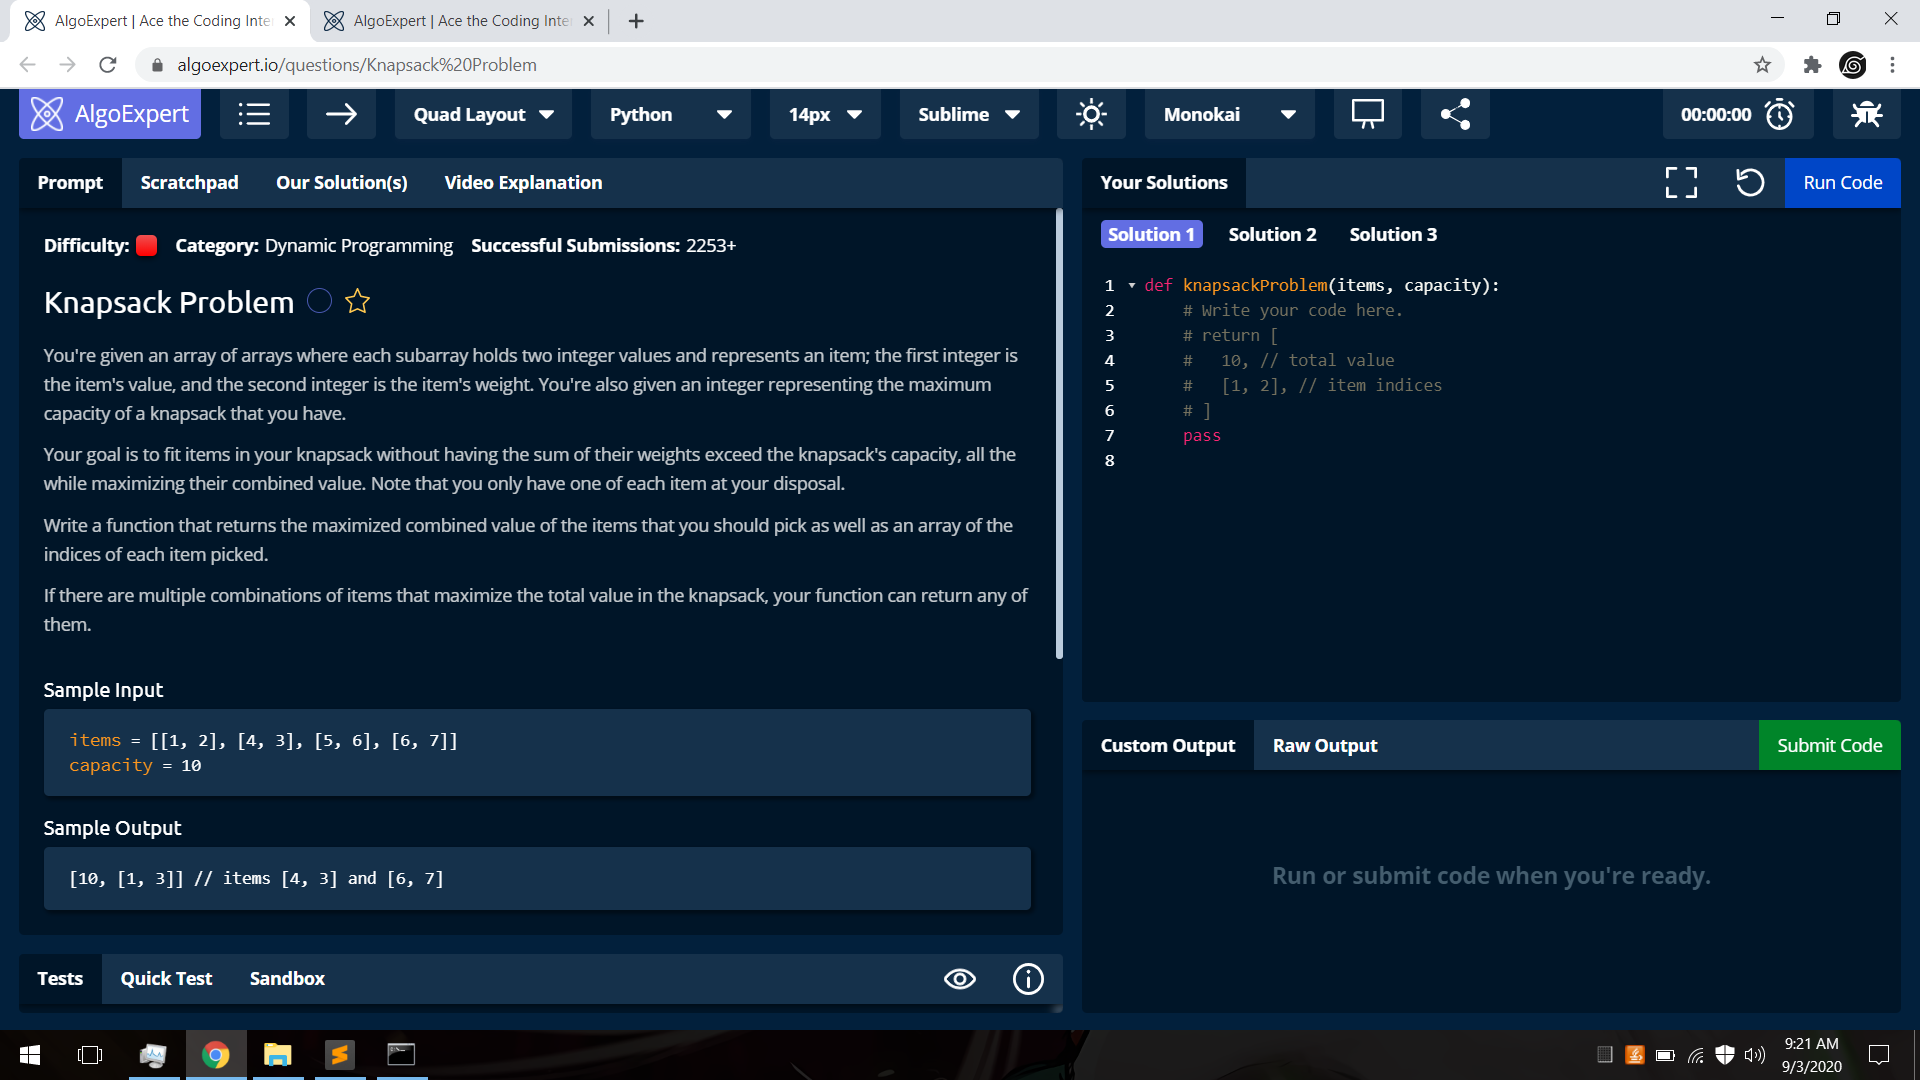 AlgoExpert | Ace the Coding Inte
AlgoExpert | Ace the Coding Inte
algoexpert.io/questions/Knapsack%20Problem
AlgoExpert
Quad Layout
Python
14px
Sublime
Monokai
00:00:00
Prompt Scratchpad Our Solution(s) Video Explanation
Difficulty: Category: Dynamic Programming Successful Submissions: 2253+
Knapsack Problem
You're given an array of arrays where each subarray holds two integer values and represents an item; the first integer is
the item's value, and the second integer is the item's weight. You're also given an integer representing the maximum
capacity of a knapsack that you have.
Your goal is to fit items in your knapsack without having the sum of their weights exceed the knapsack's capacity, all the
while maximizing their combined value. Note that you only have one of each item at your disposal.
Write a function that returns the maximized combined value of the items that you should pick as well as an array of the
indices of each item picked.
If there are multiple combinations of items that maximize the total value in the knapsack, your function can return any of
them.
Sample Input
items = [[1, 2], [4, 3], [5, 6], [6, 7]]
capacity = 10
Sample Output
[10, [1, 3]] // items [4, 3] and [6, 7]
Tests Quick Test Sandbox
Your Solutions
Run Code
Solution 1 Solution 2 Solution 3
1 def knapsackProblem(items, capacity):
2 # Write your code here.
3 # return [
4 # 10, // total value
5 # [1, 2], // item indices
6 # ]
7 pass
8
Custom Output Raw Output
Submit Code
Run or submit code when you're ready.
9:21 AM
9/3/2020